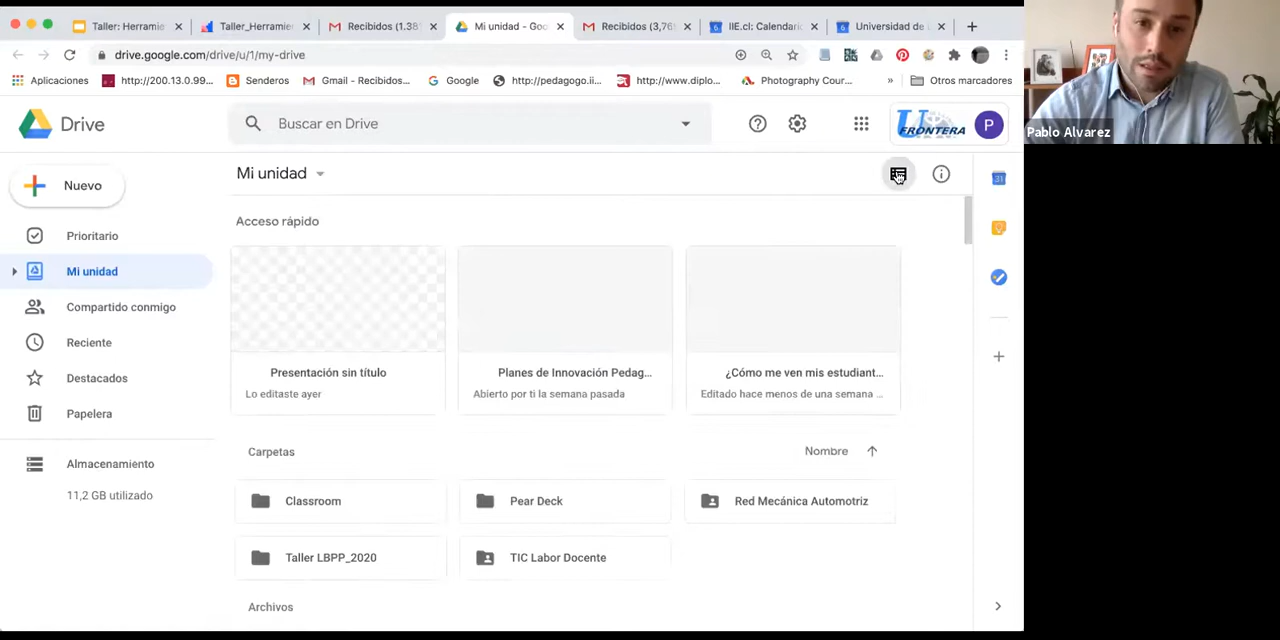 Taller: Herramie
Taller_Herramie
Recibidos (1.381
Mi unidad - Goo
Recibidos (3,76
IIE.cl: Calendario
Universidad de
drive.google.com/drive/u/1/my-drive
Aplicaciones
http://200.13.0.99...
Senderos
Gmail - Recibidos...
Google
http://pedagogo.ii...
http://www.diplo...
Photography Cour...
»
Otros marcadores
Drive
Buscar en Drive
U FRONTERA
P
Pablo Alvarez
Nuevo
Mi unidad
31
Prioritario
Mi unidad
Compartido conmigo
Reciente
Destacados
Papelera
Almacenamiento
11,2 GB utilizado
Acceso rápido
Presentación sin título
Lo editaste ayer
Planes de Innovación Pedag...
Abierto por ti la semana pasada
¿Cómo me ven mis estudiant...
Editado hace menos de una semana ...
Carpetas
Nombre
Classroom
Pear Deck
Red Mecánica Automotriz
Taller LBPP_2020
TIC Labor Docente
Archivos